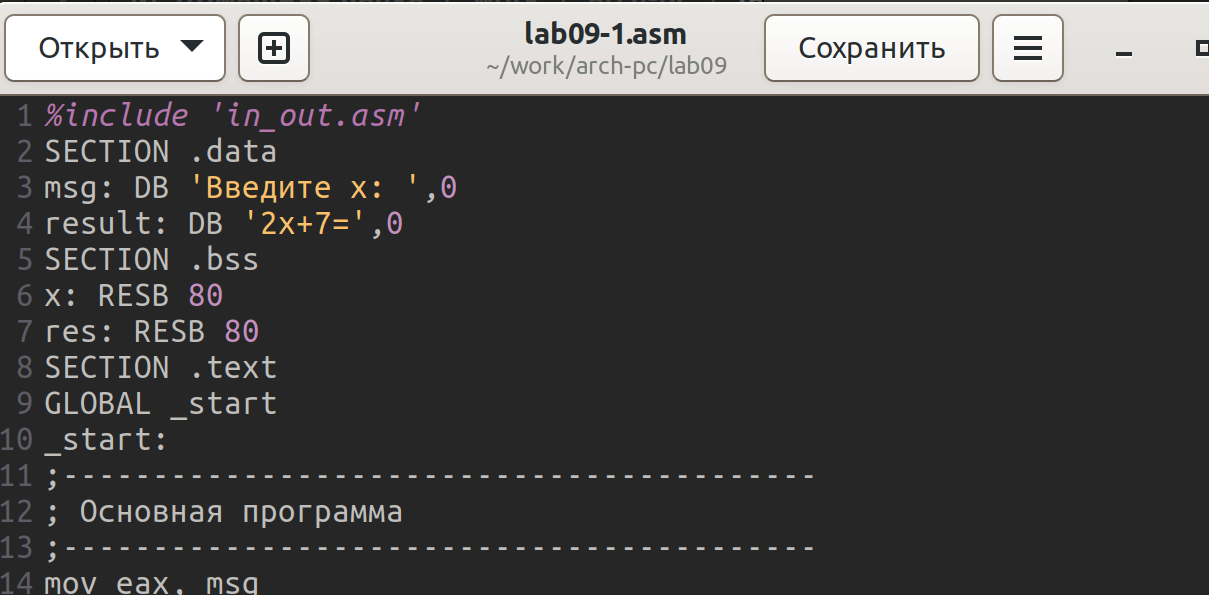 Открыть
lab09-1.asm
~/work/arch-pc/lab09
Сохранить
1 %include 'in_out.asm'
2 SECTION .data
3 msg: DB 'Введите x: ',0
4 result: DB '2x+7=',0
5 SECTION .bss
6 x: RESB 80
7 res: RESB 80
8 SECTION .text
9 GLOBAL _start
10 _start:
11 ;------------------------------------------
12 ; Основная программа
13 ;------------------------------------------
14 mov eax, msg